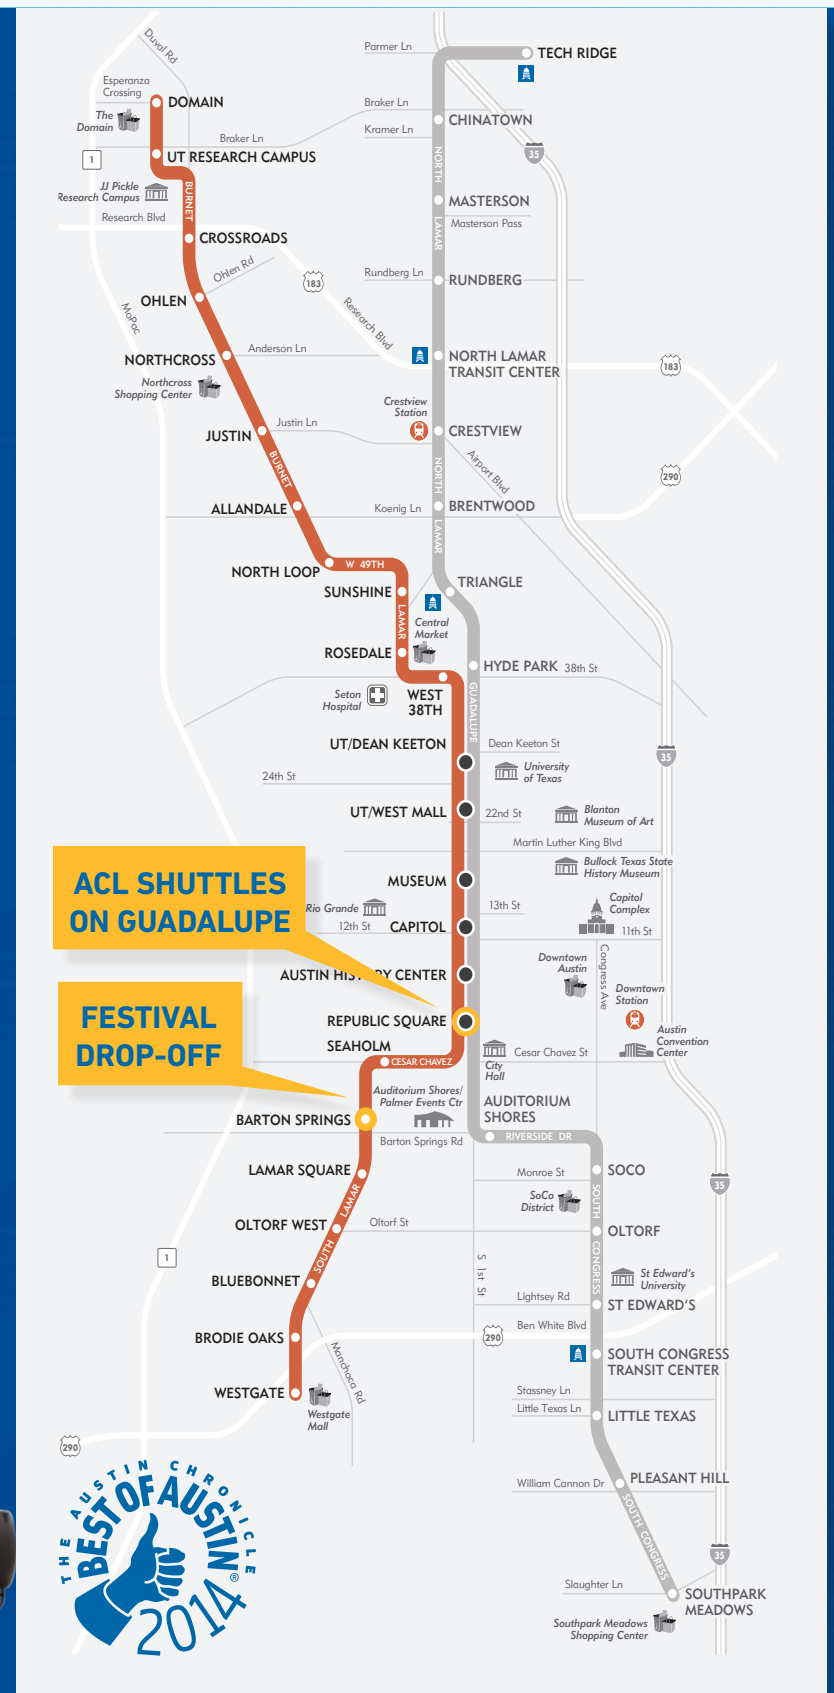 Duval Rd
Parmer Ln
TECH RIDGE
Esperanza
Crossing
DOMAIN
The
Domain
Braker Ln
CHINATOWN
Kramer Ln
Braker Ln
UT RESEARCH CAMPUS
1
35
NORTH
JJ Pickle
Research Campus
BURNET
MASTERSON
Research Blvd
LAMAR
Masterson Pass
CROSSROADS
Ohlen Rd
Rundberg Ln
RUNDBERG
183
OHLEN
MoPac
Research Blvd
Anderson Ln
NORTHCROSS
NORTH LAMAR
TRANSIT CENTER
183
Northcross
Shopping Center
Crestview
Station
Justin Ln
JUSTIN
CRESTVIEW
BURNET
NORTH
Airport Blvd
290
ALLANDALE
Koenig Ln
BRENTWOOD
LAMAR
W 49TH
NORTH LOOP
TRIANGLE
SUNSHINE
LAMAR
Central
Market
ROSEDALE
HYDE PARK
38th St
Seton
Hospital
WEST
38TH
GUADALUPE
UT/DEAN KEETON
Dean Keeton St
35
University
of Texas
24th St
UT/WEST MALL
22nd St
Blanton
Museum of Art
Martin Luther King Blvd
ACL SHUTTLES
ON GUADALUPE
Bullock Texas State
History Museum
MUSEUM
Rio Grande
13th St
Capitol
Complex
12th St
CAPITOL
11th St
AUSTIN HISTORY CENTER
Downtown
Austin
Congress Ave
FESTIVAL
DROP-OFF
Downtown
Station
REPUBLIC SQUARE
Austin
Convention
Center
SEAHOLM
CESAR CHAVEZ
City
Hall
Cesar Chavez St
Auditorium Shores/
Palmer Events Ctr
AUDITORIUM
SHORES
BARTON SPRINGS
Barton Springs Rd
RIVERSIDE DR
LAMAR SQUARE
Monroe St
SOCO
35
LAMAR
SOUTH
SoCo
District
OLTORF WEST
Oltorf St
OLTORF
SOUTH
CONGRESS
1
S 1st St
BLUEBONNET
St Edward's
University
Lightsey Rd
ST EDWARD'S
BRODIE OAKS
290
Ben White Blvd
Manchaca Rd
SOUTH CONGRESS
TRANSIT CENTER
WESTGATE
Stassney Ln
Westgate
Mall
Little Texas Ln
LITTLE TEXAS
290
THE AUSTIN CHRONICLE
BEST OF AUSTIN®
2014
William Cannon Dr
PLEASANT HILL
SOUTH CONGRESS
35
Slaughter Ln
SOUTHPARK
MEADOWS
Southpark Meadows
Shopping Center